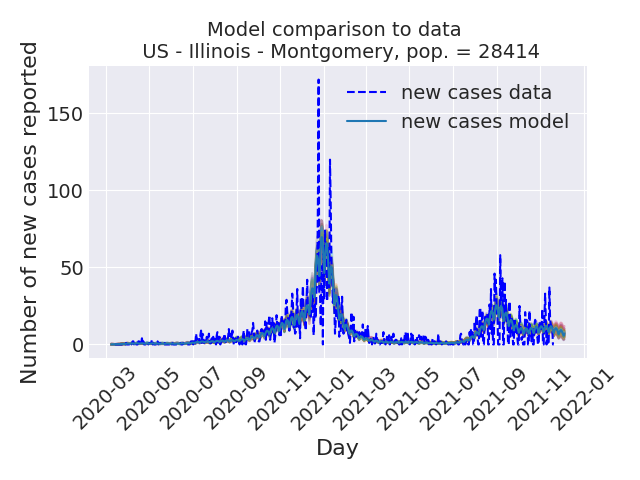 Model comparison to data
US - Illinois - Montgomery, pop. = 28414
Number of new cases reported
150
100
50
0
new cases data
new cases model
2020-03
2020-05
2020-07
2020-09
2020-11
2021-01
2021-03
2021-05
2021-07
2021-09
2021-11
2022-01
Day